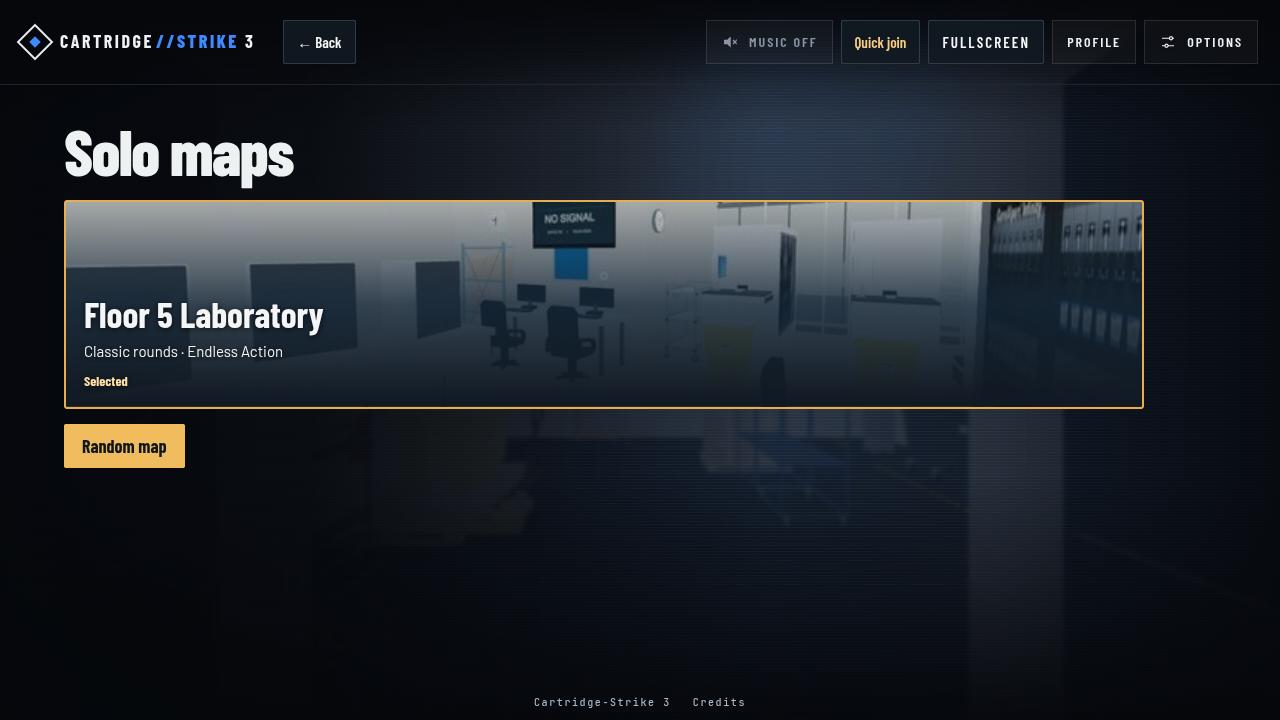 CARTRIDGE//STRIKE 3
← Back
MUSIC OFF
Quick join
FULLSCREEN
PROFILE
OPTIONS
Solo maps
NO SIGNAL
Floor 5 Laboratory
Classic rounds · Endless Action
Selected
Random map
Cartridge-Strike 3
Credits